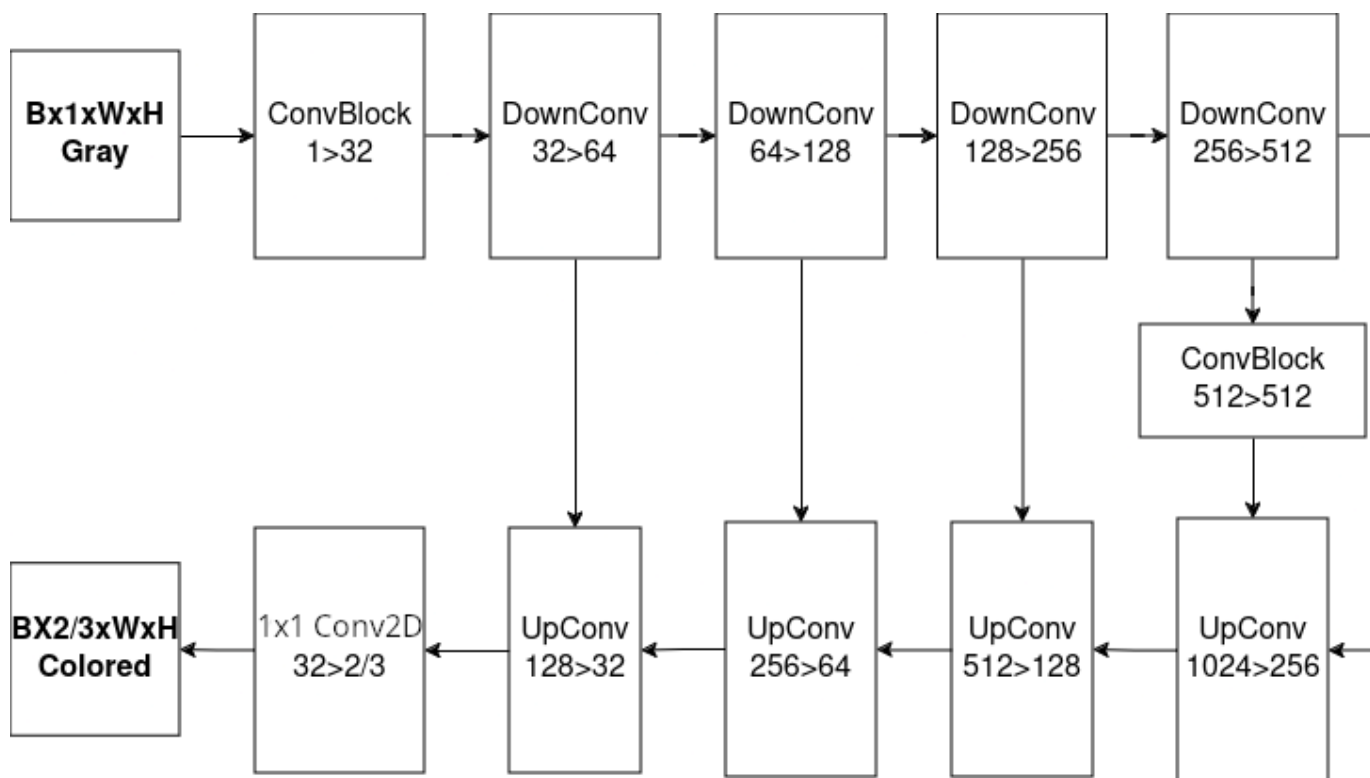 Bx1xWxH
Gray
ConvBlock
1>32
DownConv
32>64
DownConv
64>128
DownConv
128>256
DownConv
256>512
ConvBlock
512>512
BX2/3xWxH
Colored
1x1 Conv2D
32>2/3
UpConv
128>32
UpConv
256>64
UpConv
512>128
UpConv
1024>256